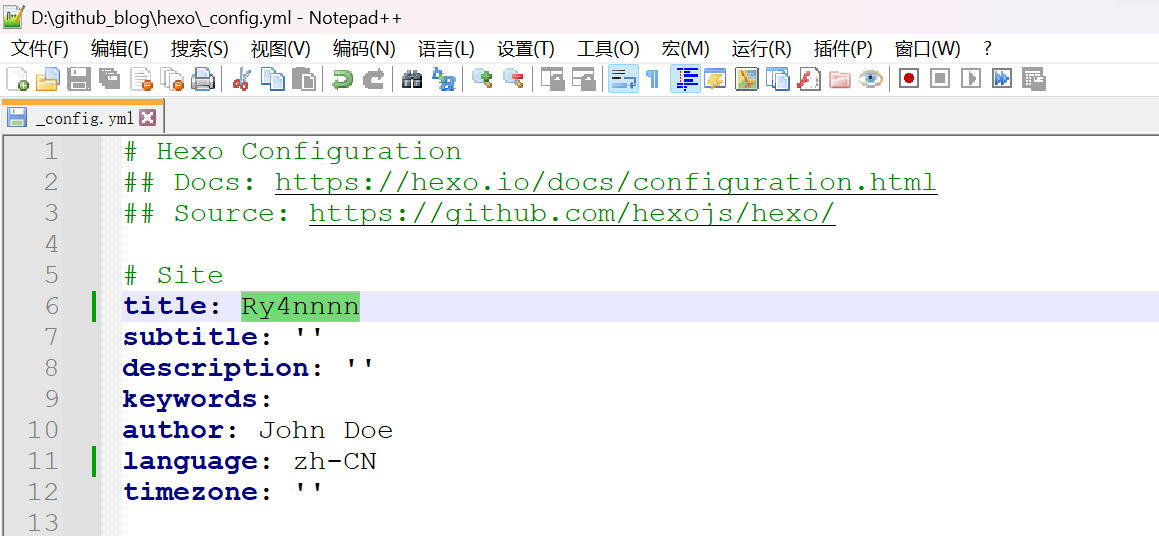 D:\github_blog\hexo\_config.yml - Notepad++
文件(F) 编辑(E) 搜索(S) 视图(V) 编码(N) 语言(L) 设置(T) 工具(O) 宏(M) 运行(R) 插件(P) 窗口(W) ?
_config.yml
1 # Hexo Configuration
2 ## Docs: https://hexo.io/docs/configuration.html
3 ## Source: https://github.com/hexojs/hexo/
4
5 # Site
6 title: Ry4nnnn
7 subtitle: ''
8 description: ''
9 keywords:
10 author: John Doe
11 language: zh-CN
12 timezone: ''
13